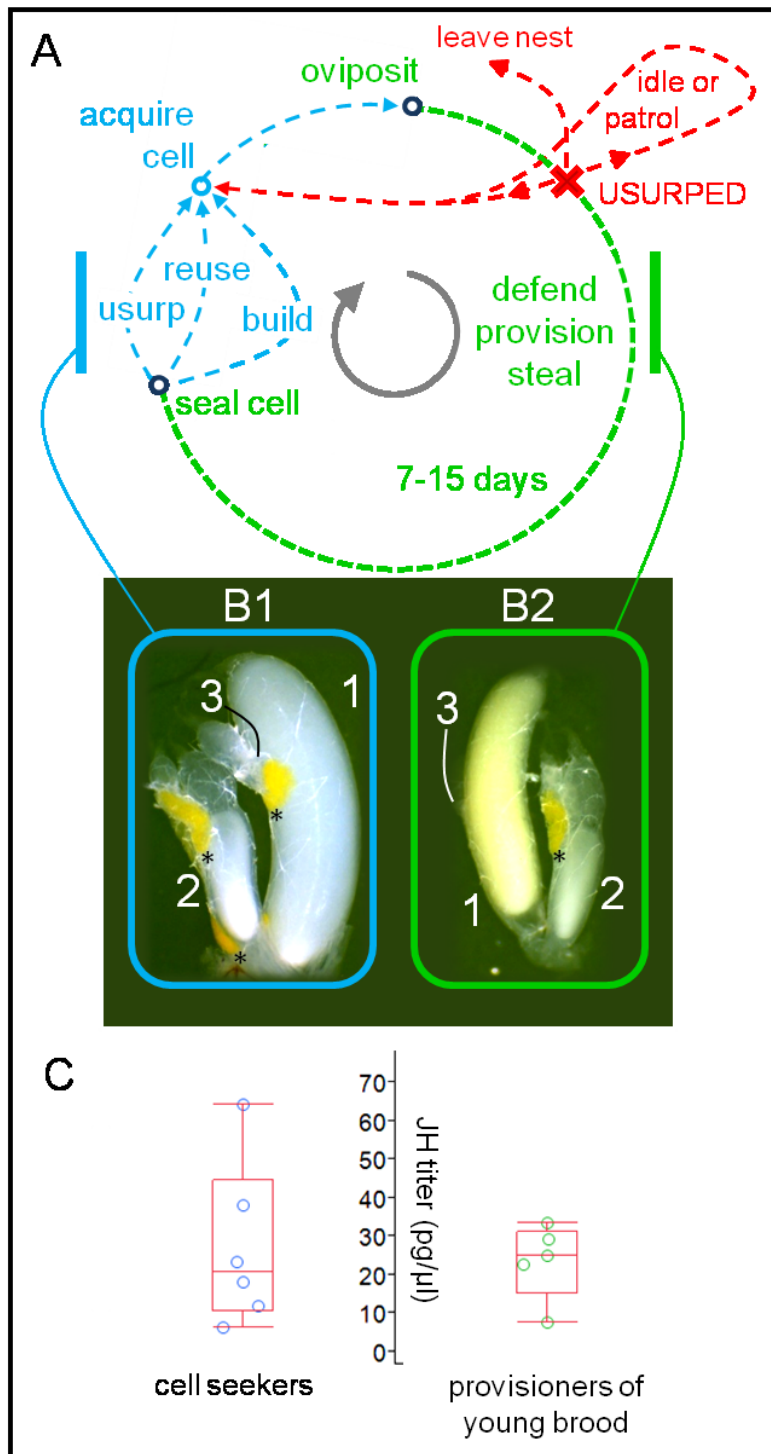 A
leave nest
oviposit
idle or
patrol
acquire
cell
USURPED
reuse
usurp
build
defend
provision
steal
seal cell
7-15 days
B1
B2
3
1
3
*
*
*
2
1
*
2
C
70
60
50
40
30
20
10
0
JH titer (pg/µl)
cell seekers
provisioners of
young brood